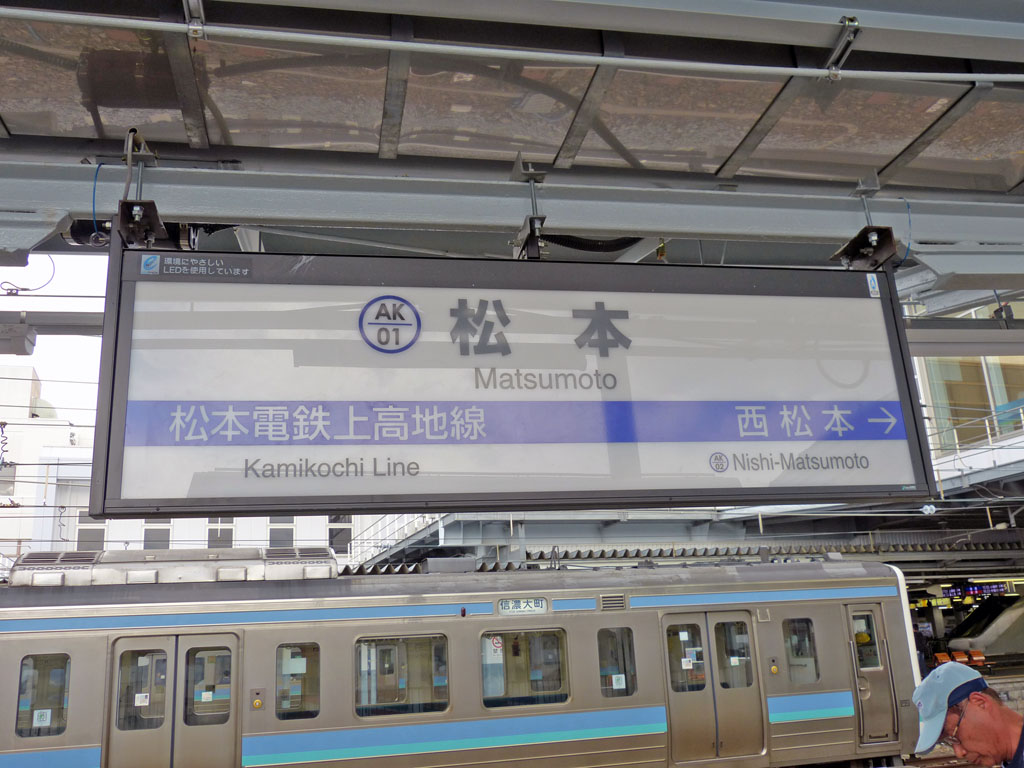 環境にやさしい
LEDを使用しています
AK
01
松本
Matsumoto
松本電鉄上高地線
西松本→
Kamikochi Line
AK
02
Nishi-Matsumoto
信濃大町